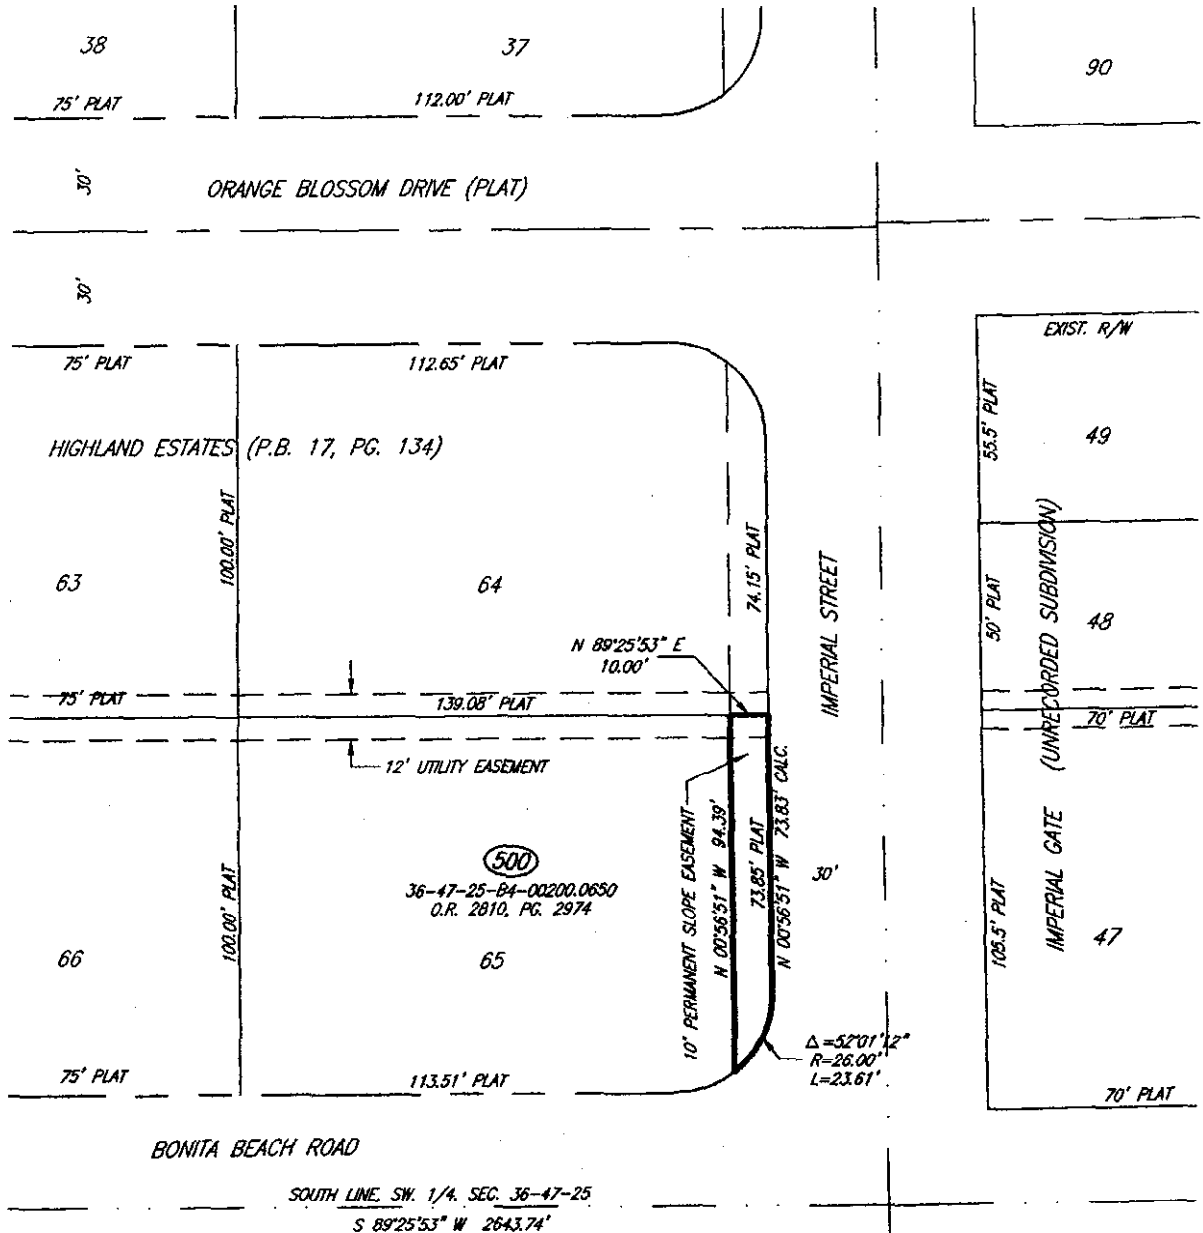 38
37
90
75' PLAT
112.00' PLAT
30'
ORANGE BLOSSOM DRIVE (PLAT)
30'
EXIST. R/W
75' PLAT
112.65' PLAT
55.5' PLAT
49
HIGHLAND ESTATES (P.B. 17, PG. 134)
100.00' PLAT
74.15' PLAT
63
64
IMPERIAL STREET
50' PLAT
48
IMPERIAL GATE (UNRECORDED SUBDIVISION)
N 89°25'53" E
10.00'
75' PLAT
139.08' PLAT
70' PLAT
12' UTILITY EASEMENT
10' PERMANENT SLOPE EASEMENT
N 00°56'51" W 94.39'
73.85' PLAT
N 00°56'51" W 73.83' CALC.
30'
500
36-47-25-B4-00200.0650
O.R. 2810, PG. 2974
100.00' PLAT
105.5' PLAT
66
65
47
Δ=52°01'12"
R=26.00'
L=23.61'
75' PLAT
113.51' PLAT
70' PLAT
BONITA BEACH ROAD
SOUTH LINE, SW. 1/4, SEC. 36-47-25
S 89°25'53" W 2643.74'